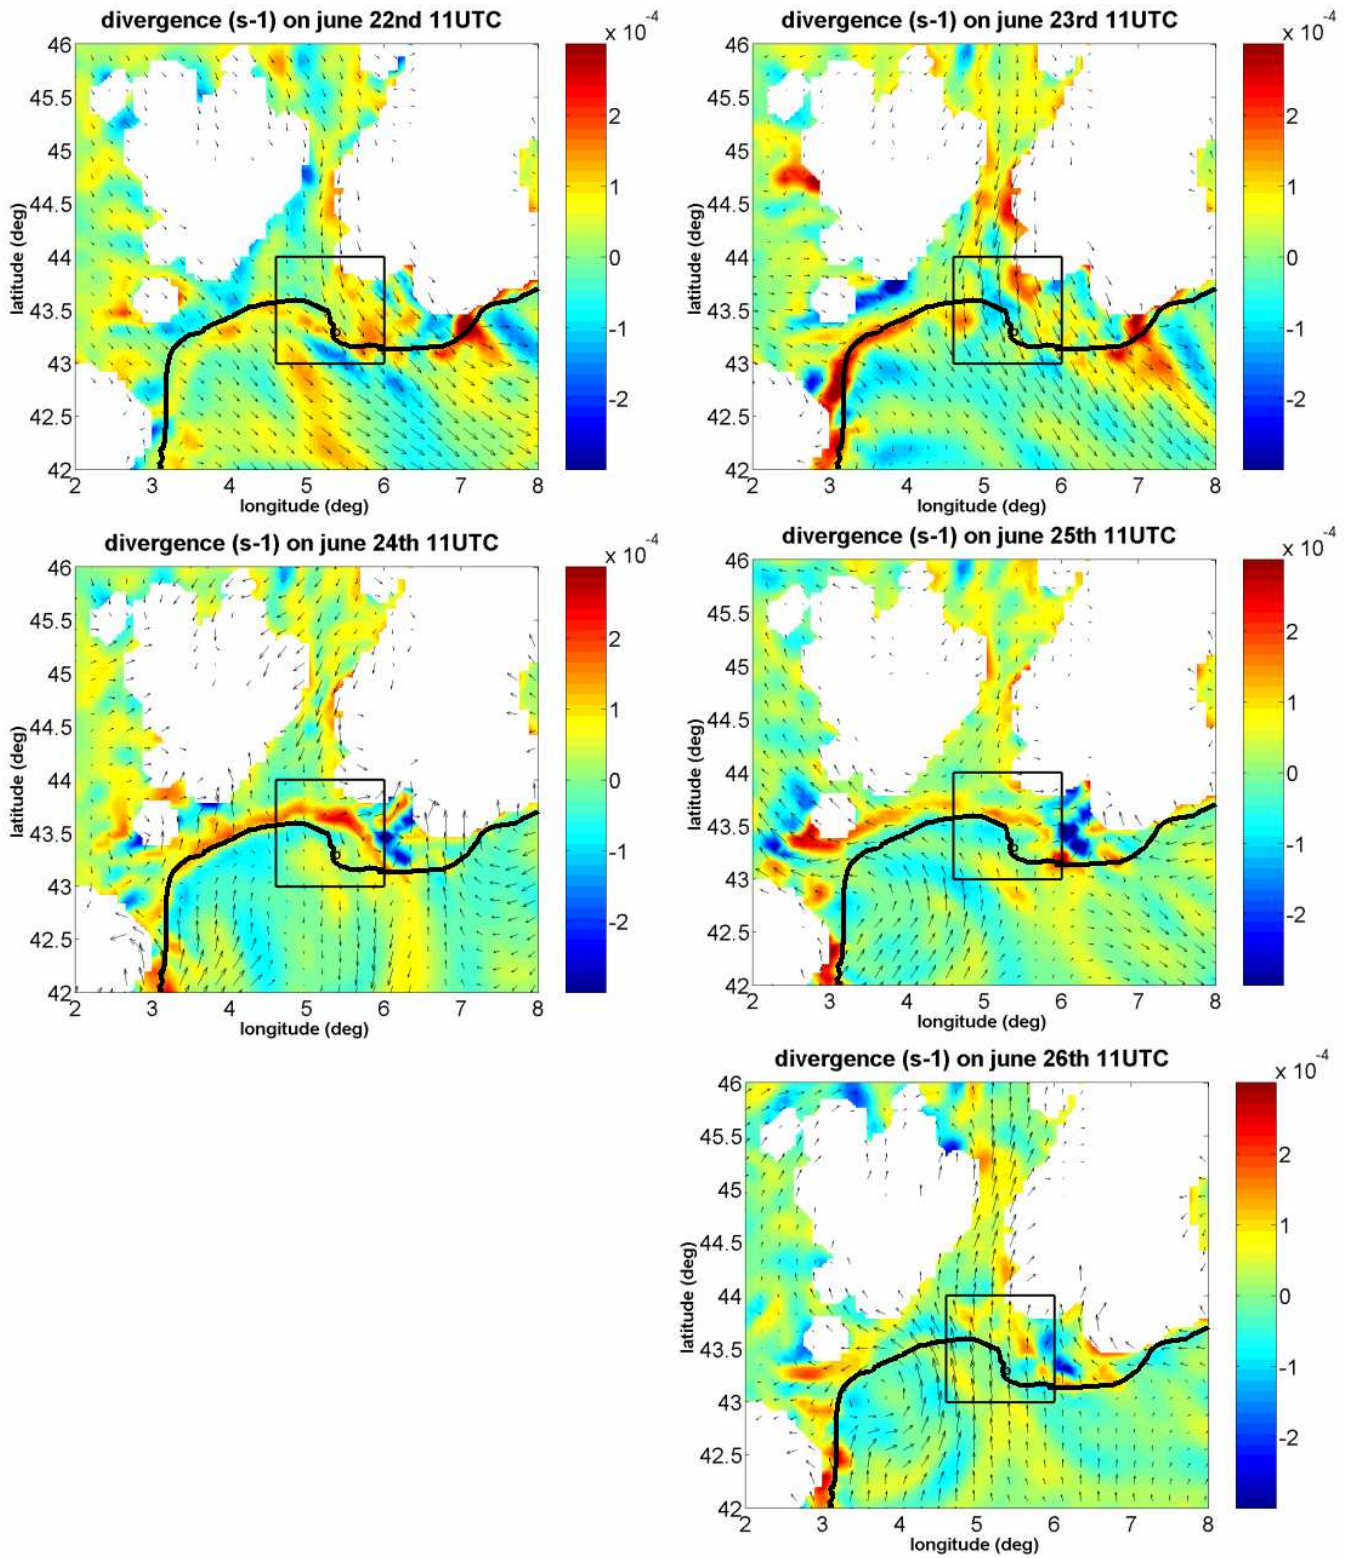 divergence (s-1) on june 22nd 11UTC
x 10-4
46
45.5
45
44.5
44
43.5
43
42.5
42
latitude (deg)
2 3 4 5 6 7 8
longitude (deg)
2
1
0
-1
-2
divergence (s-1) on june 23rd 11UTC
x 10-4
46
45.5
45
44.5
44
43.5
43
42.5
42
latitude (deg)
2 3 4 5 6 7 8
longitude (deg)
2
1
0
-1
-2
divergence (s-1) on june 24th 11UTC
x 10-4
46
45.5
45
44.5
44
43.5
43
42.5
42
latitude (deg)
2 3 4 5 6 7 8
longitude (deg)
2
1
0
-1
-2
divergence (s-1) on june 25th 11UTC
x 10-4
46
45.5
45
44.5
44
43.5
43
42.5
42
latitude (deg)
2 3 4 5 6 7 8
longitude (deg)
2
1
0
-1
-2
divergence (s-1) on june 26th 11UTC
x 10-4
46
45.5
45
44.5
44
43.5
43
42.5
42
latitude (deg)
2 3 4 5 6 7 8
longitude (deg)
2
1
0
-1
-2